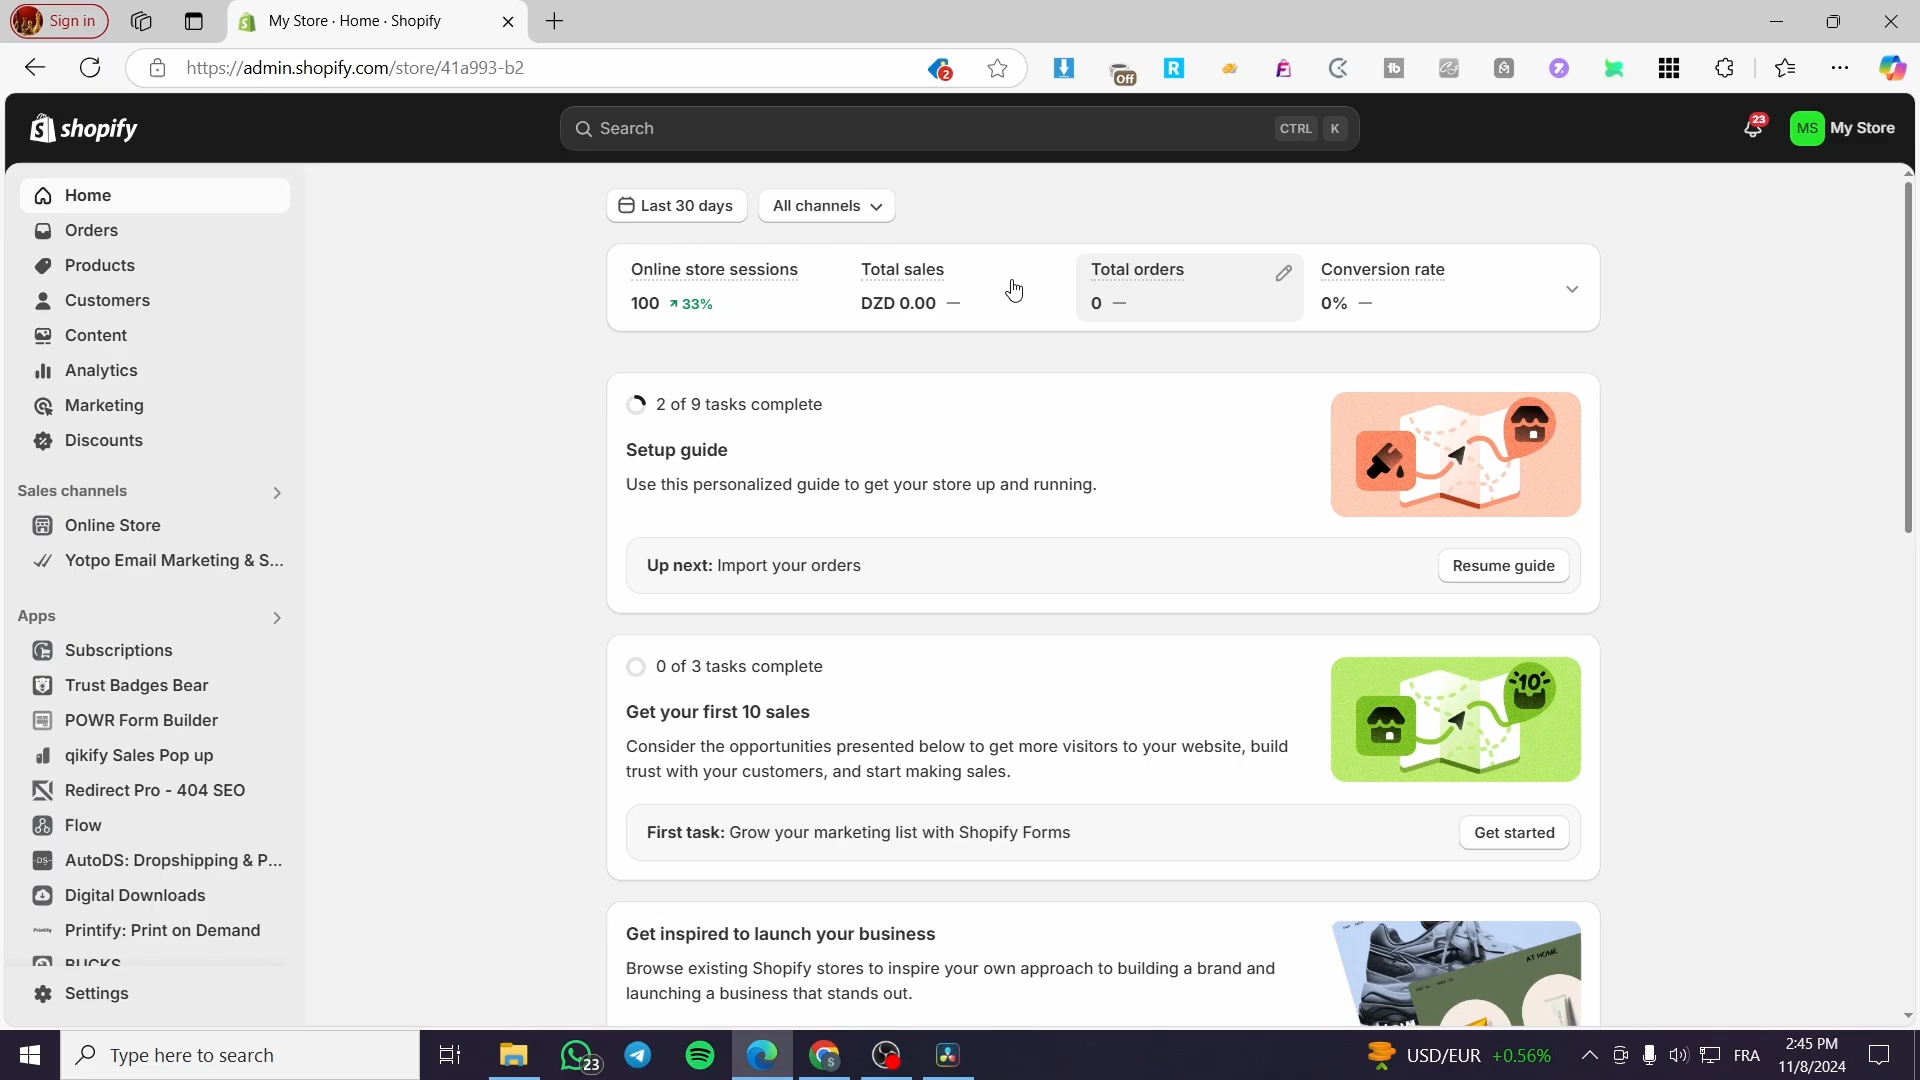 Sign in
My Store · Home · Shopify
https://admin.shopify.com/store/41a993-b2
2
Off
shopify
Search
CTRL K
23
MS My Store
Home
Orders
Products
Customers
Content
Analytics
Marketing
Discounts
Sales channels
Online Store
Yotpo Email Marketing & S...
Apps
Subscriptions
Trust Badges Bear
POWR Form Builder
qikify Sales Pop up
Redirect Pro - 404 SEO
Flow
AutoDS: Dropshipping & P...
Digital Downloads
Printify: Print on Demand
BUCKS
Settings
Last 30 days
All channels
Online store sessions
100 33%
Total sales
DZD 0.00 —
Total orders
0 —
Conversion rate
0% —
2 of 9 tasks complete
Setup guide
Use this personalized guide to get your store up and running.
Up next: Import your orders
Resume guide
0 of 3 tasks complete
Get your first 10 sales
Consider the opportunities presented below to get more visitors to your website, build
trust with your customers, and start making sales.
10
First task: Grow your marketing list with Shopify Forms
Get started
Get inspired to launch your business
Browse existing Shopify stores to inspire your own approach to building a brand and
launching a business that stands out.
AT HOME
Type here to search
23
USD/EUR +0.56%
FRA
2:45 PM
11/8/2024